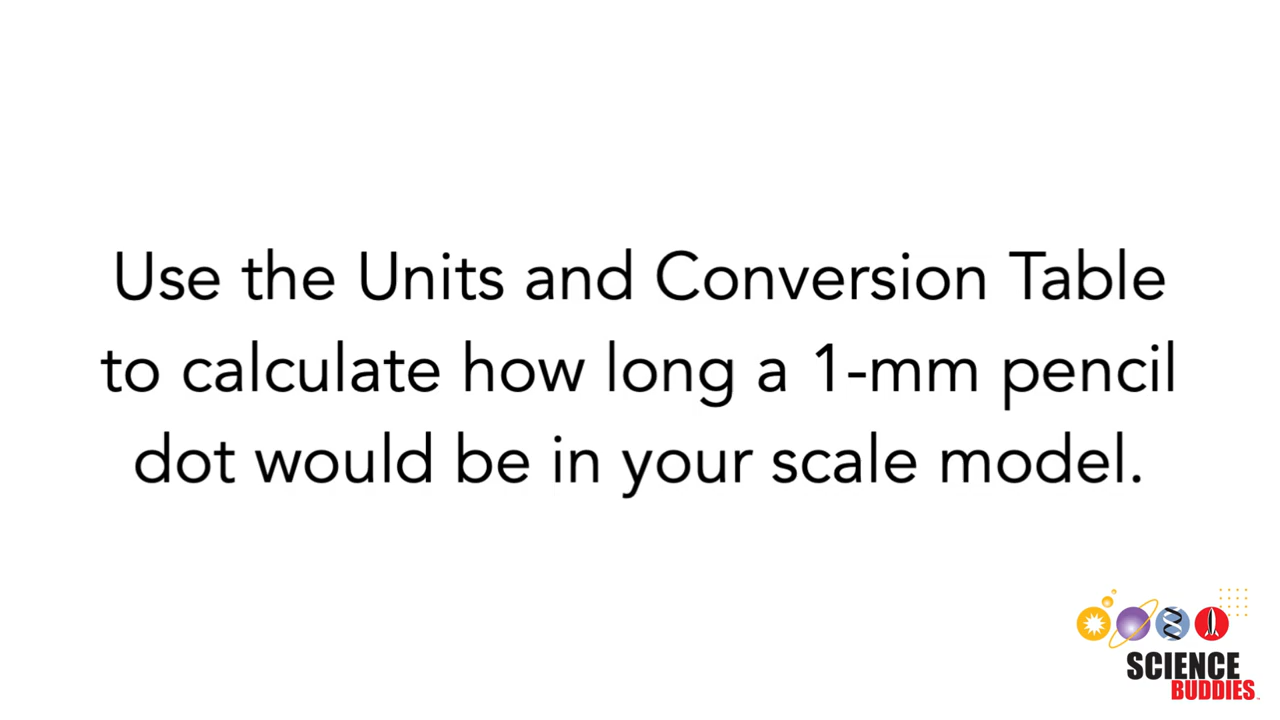 Use the Units and Conversion Table
to calculate how long a 1-mm pencil
dot would be in your scale model.
SCIENCE
BUDDIES